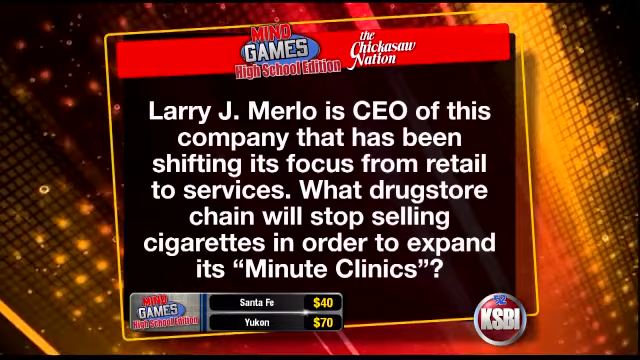 MIND
GAMES
High School Edition
the
Chickasaw
Nation
Larry J. Merlo is CEO of this
company that has been
shifting its focus from retail
to services. What drugstore
chain will stop selling
cigarettes in order to expand
its “Minute Clinics”?
MIND
GAMES
High School Edition
Santa Fe $40
Yukon $70
52
KSBI